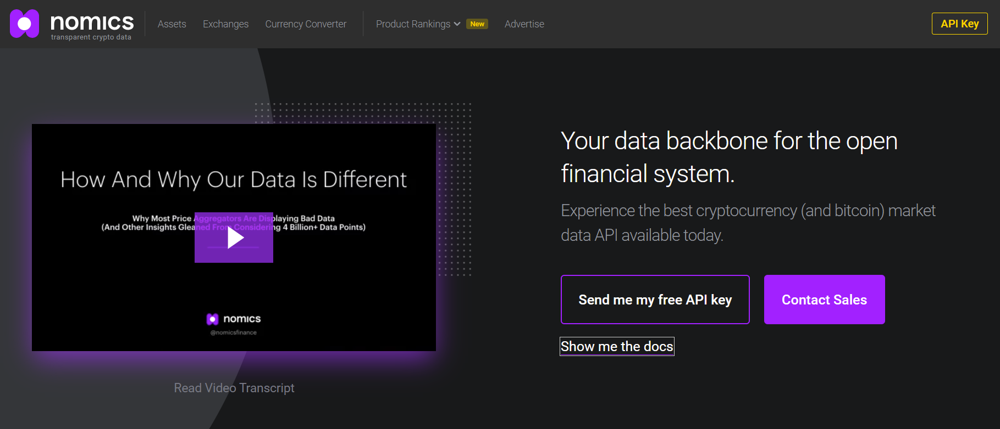 nomics
transparent crypto data
Assets
Exchanges
Currency Converter
Product Rankings
New
Advertise
API Key
How And Why Our Data Is Different
Why Most Price Aggregators Are Displaying Bad Data
(And Other Insights Gleaned From Considering 4 Billion+ Data Points)
nomics
@nomicsfinance
Read Video Transcript
Your data backbone for the open
financial system.
Experience the best cryptocurrency (and bitcoin) market
data API available today.
Send me my free API key
Contact Sales
Show me the docs